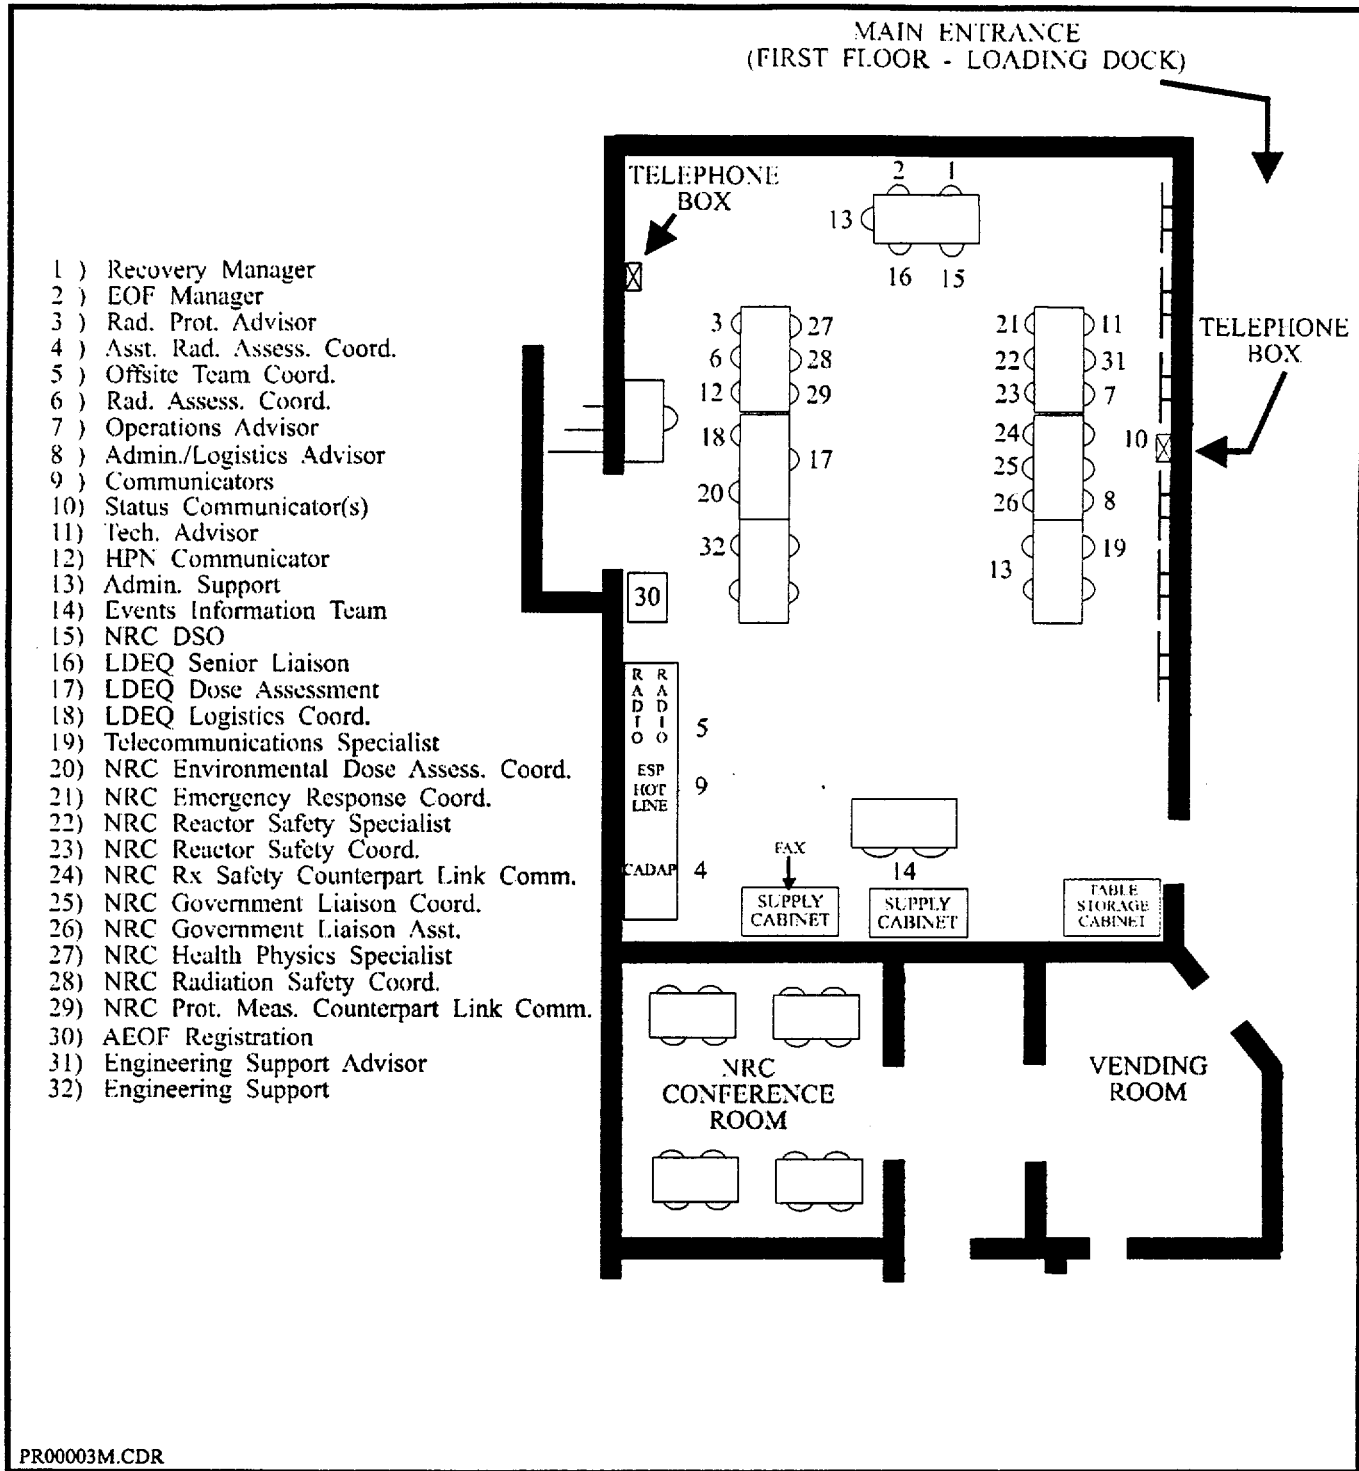 MAIN ENTRANCE
(FIRST FLOOR - LOADING DOCK)
TELEPHONE
BOX
2 1
13
16 15
1 ) Recovery Manager
2 ) EOF Manager
3 ) Rad. Prot. Advisor
4 ) Asst. Rad. Assess. Coord.
5 ) Offsite Team Coord.
6 ) Rad. Assess. Coord.
7 ) Operations Advisor
8 ) Admin./Logistics Advisor
9 ) Communicators
10) Status Communicator(s)
11) Tech. Advisor
12) HPN Communicator
13) Admin. Support
14) Events Information Team
15) NRC DSO
16) LDEQ Senior Liaison
17) LDEQ Dose Assessment
18) LDEQ Logistics Coord.
19) Telecommunications Specialist
20) NRC Environmental Dose Assess. Coord.
21) NRC Emergency Response Coord.
22) NRC Reactor Safety Specialist
23) NRC Reactor Safety Coord.
24) NRC Rx Safety Counterpart Link Comm.
25) NRC Government Liaison Coord.
26) NRC Government Liaison Asst.
27) NRC Health Physics Specialist
28) NRC Radiation Safety Coord.
29) NRC Prot. Meas. Counterpart Link Comm.
30) AEOF Registration
31) Engineering Support Advisor
32) Engineering Support
3 27
6 28
12 29
18
17
20
32
21 11
22 31
23 7
24
25
26 8
19
13
10
TELEPHONE
BOX
30
RADIO
RADIO
5
ESP
HOT
LINE
9
CADAP
4
14
FAX
SUPPLY
CABINET
SUPPLY
CABINET
TABLE
STORAGE
CABINET
NRC
CONFERENCE
ROOM
VENDING
ROOM
PR00003M.CDR